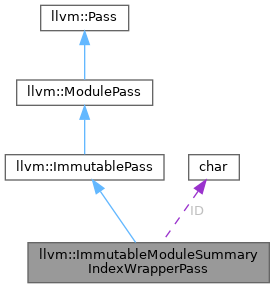 llvm::Pass
llvm::ModulePass
llvm::ImmutablePass
char
ID
llvm::ImmutableModuleSummary
IndexWrapperPass